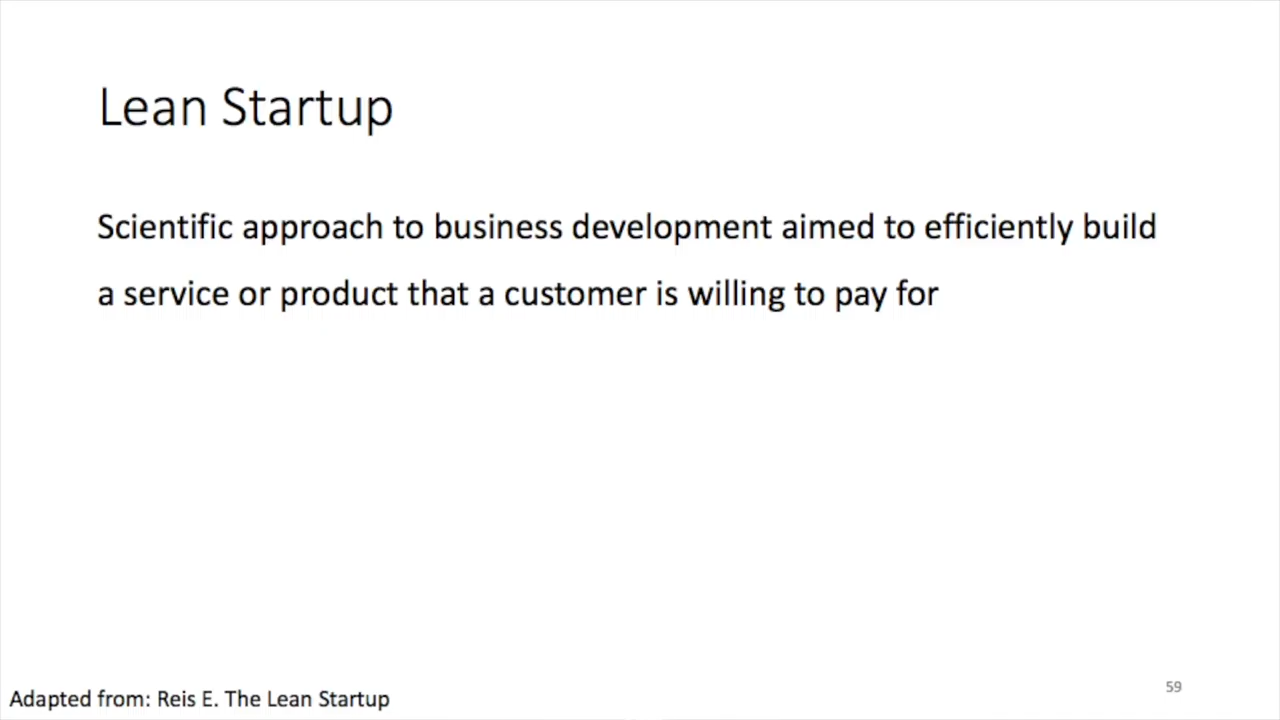 Lean Startup
Scientific approach to business development aimed to efficiently build
a service or product that a customer is willing to pay for
59
Adapted from: Reis E. The Lean Startup